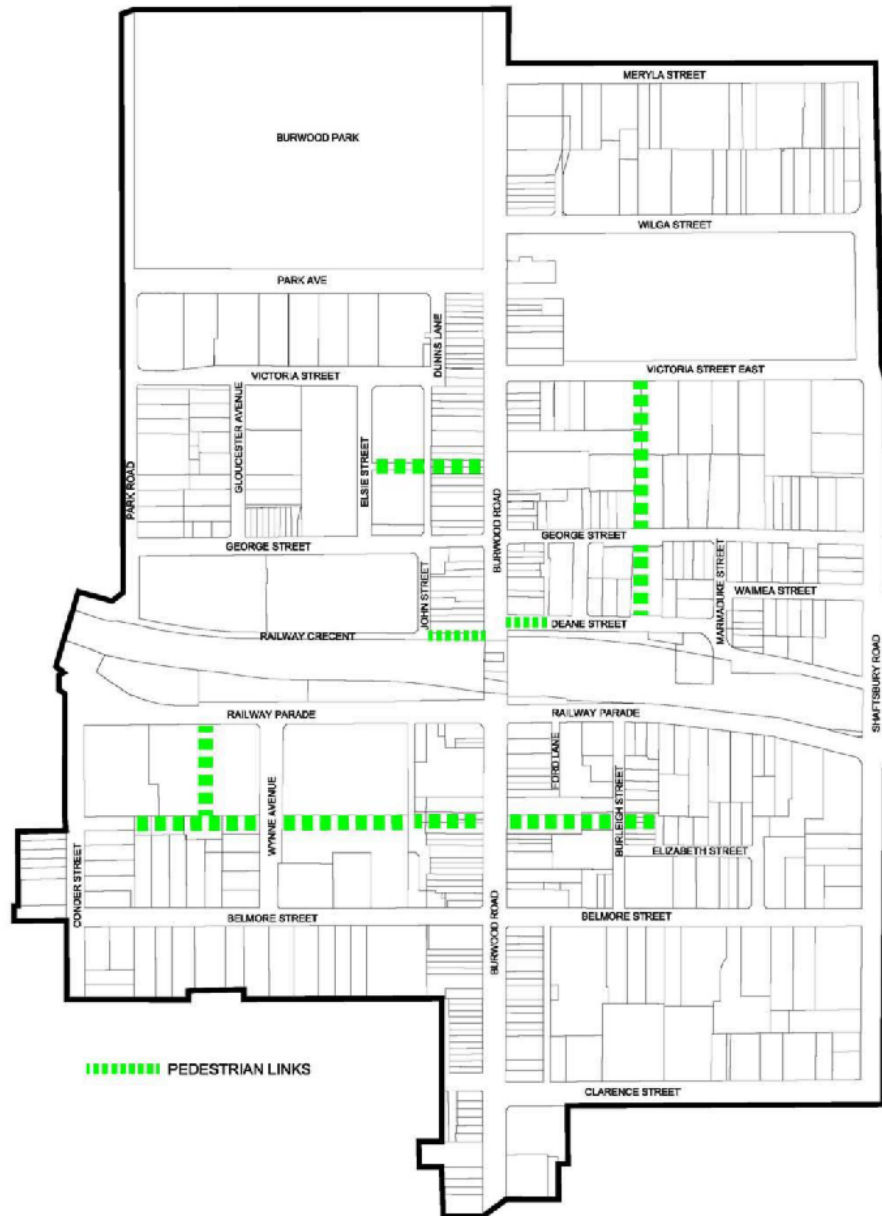 MERYLA STREET
BURWOOD PARK
WILGA STREET
PARK AVE
DUNNS LANE
VICTORIA STREET
VICTORIA STREET EAST
GLOUCESTER AVENUE
ELSIE STREET
PARK ROAD
BURWOOD ROAD
GEORGE STREET
GEORGE STREET
JOHN STREET
MARMADUKE STREET
WAIMEA STREET
DEANE STREET
RAILWAY CRECENT
SHAFTSBURY ROAD
RAILWAY PARADE
RAILWAY PARADE
FORD LANE
WYNNE AVENUE
BURLEIGH STREET
ELIZABETH STREET
CONDER STREET
BELMORE STREET
BELMORE STREET
BURWOOD ROAD
PEDESTRIAN LINKS
CLARENCE STREET